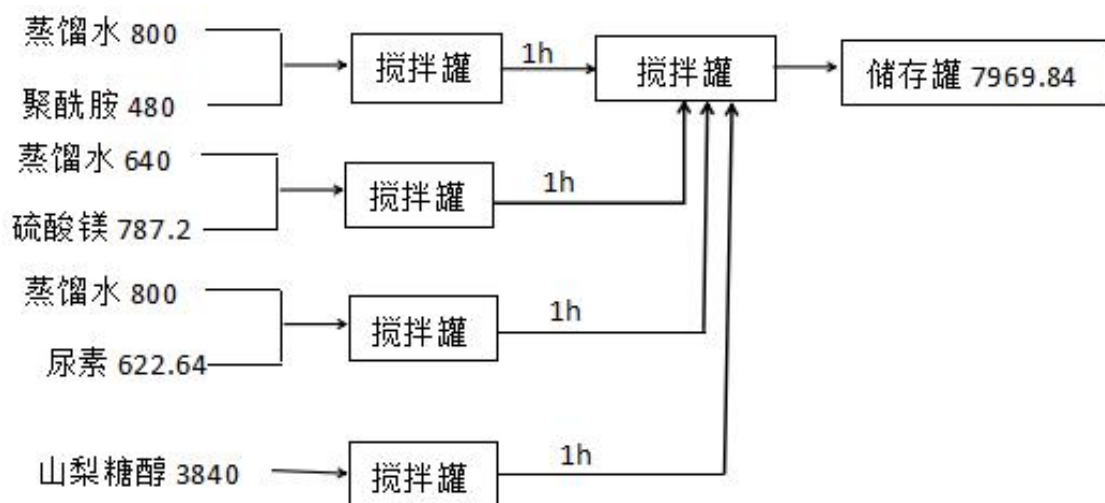 蒸馏水 800
搅拌罐
1h
搅拌罐
储存罐 7969.84
聚酰胺 480
蒸馏水 640
搅拌罐
1h
硫酸镁 787.2
蒸馏水 800
搅拌罐
1h
尿素 622.64
山梨糖醇 3840
搅拌罐
1h